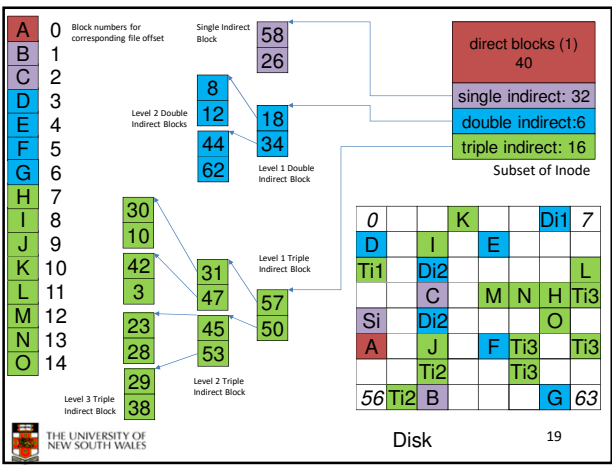 A 0
B 1
C 2
D 3
E 4
F 5
G 6
H 7
I 8
J 9
K 10
L 11
M 12
N 13
O 14
Block numbers for
corresponding file offset
Single Indirect
Block
58
26
direct blocks (1)
40
single indirect: 32
double indirect:6
triple indirect: 16
Subset of Inode
Level 2 Double
Indirect Blocks
8
12
44
62
18
34
Level 1 Double
Indirect Block
30
10
42
3
23
28
29
38
Level 3 Triple
Indirect Block
31
47
45
53
Level 2 Triple
Indirect Block
Level 1 Triple
Indirect Block
57
50
0 K Di1 7
D I E
Ti1 Di2 L
C M N H Ti3
Si Di2 O
A J F Ti3 Ti3
Ti2 Ti3
56 Ti2 B G 63
Disk
THE UNIVERSITY OF
NEW SOUTH WALES
19